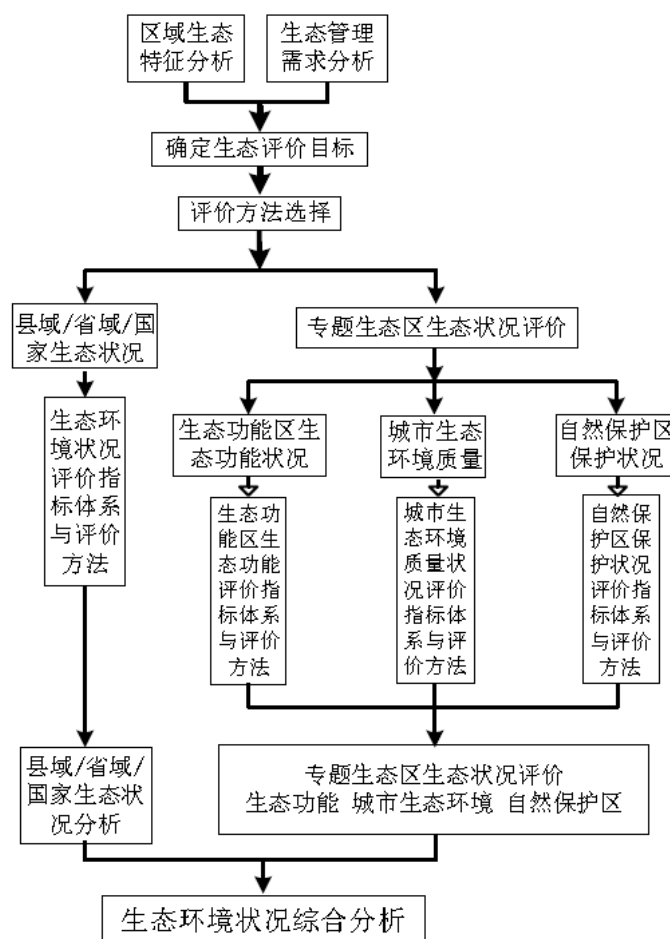 区域生态
特征分析
生态管理
需求分析
确定生态评价目标
评价方法选择
县域/省域/国
家生态状况
专题生态区生态状况评价
生态环
境状况
评价指
标体系
与评价
方法
生态功能区生
态功能状况
城市生态
环境质量
自然保护区
保护状况
生态功
能区生
态功能
评价指
标体系
与评价
方法
城市生
态环境
质量状
况评价
指标体
系与评
价方法
自然保
护区保
护状况
评价指
标体系
与评价
方法
县域/省域/
国家生态状
况分析
专题生态区生态状况评价
生态功能 城市生态环境 自然保护区
生态环境状况综合分析